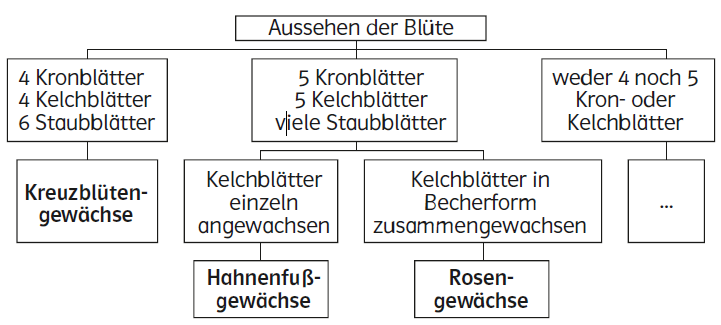 Aussehen der Blüte
4 Kronblätter
4 Kelchblätter
6 Staubblätter
5 Kronblätter
5 Kelchblätter
viele Staubblätter
weder 4 noch 5
Kron- oder
Kelchblätter
Kreuzblüten-
gewächse
Kelchblätter
einzeln
angewachsen
Kelchblätter in
Becherform
zusammengewachsen
...
Hahnenfuß-
gewächse
Rosen-
gewächse